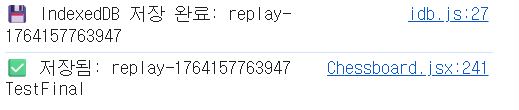 💾 IndexedDB 저장 완료: replay- idb.js:27
1764157763947
✅ 저장됨: replay-1764157763947 Chessboard.jsx:241
TestFinal